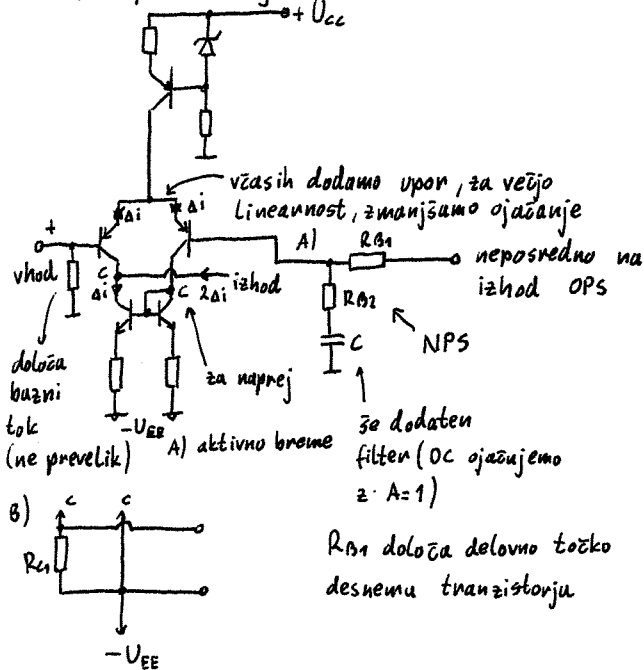 + Ucc
včasih dodamo upor, za večjo
linearnost, zmanjšamo ojačanje
Δi
Δi
+
vhod
A)
RB1
neposredno na
izhod OPS
C
izhod
Δi
2Δi
C
RB2
NPS
C
določa
bazni
tok
(ne prevelik)
za naprej
-UEE
A) aktivno breme
še dodaten
filter (DC ojačujemo
z A=1)
B)
C
C
RC1
-UEE
RB1 določa delovno točko
desnemu tranzistorju